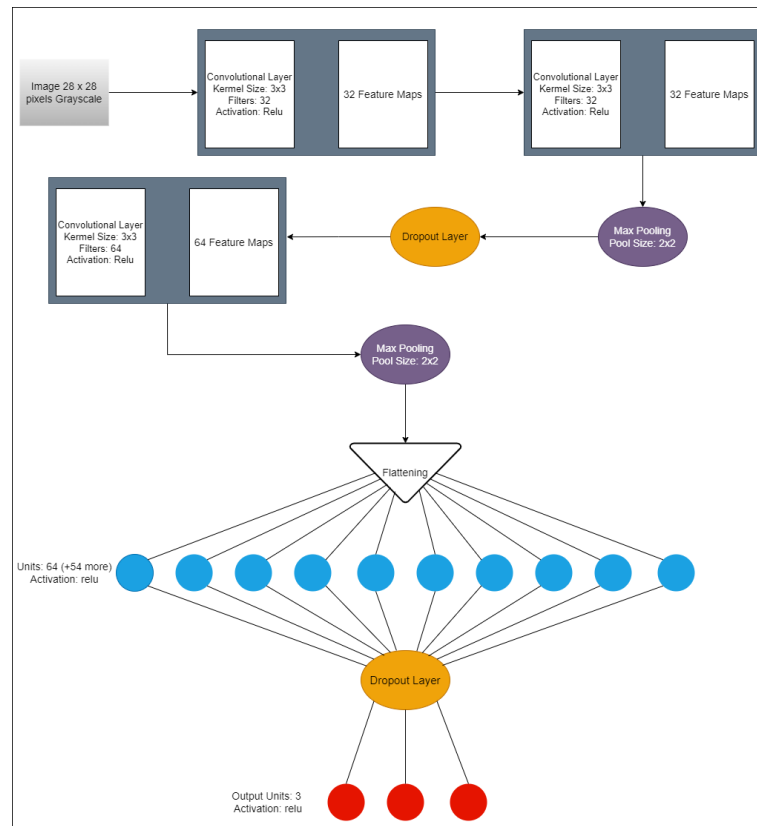 Image 28 x 28
pixels Grayscale
Convolutional Layer
Kernel Size: 3x3
Filters: 32
Activation: Relu
32 Feature Maps
Convolutional Layer
Kernel Size: 3x3
Filters: 32
Activation: Relu
32 Feature Maps
Max Pooling
Pool Size: 2x2
Dropout Layer
Convolutional Layer
Kernel Size: 3x3
Filters: 64
Activation: Relu
64 Feature Maps
Max Pooling
Pool Size: 2x2
Flattening
Units: 64 (+54 more)
Activation: relu
Dropout Layer
Output Units: 3
Activation: relu